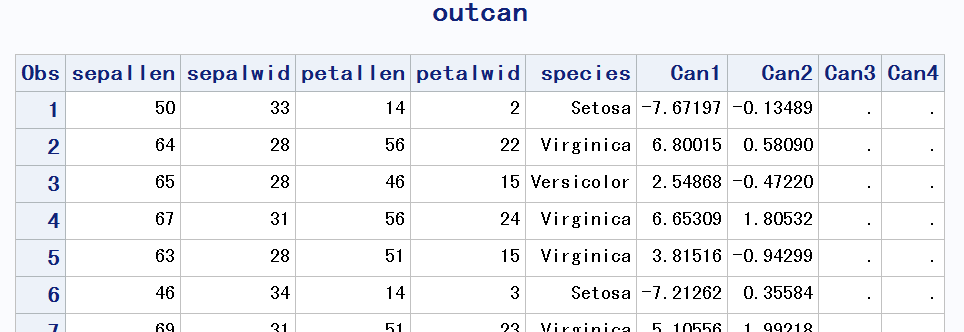 outcan
Obs sepallen sepalwid petallen petalwid species Can1 Can2 Can3 Can4
1 50 33 14 2 Setosa -7.67197 -0.13489 . .
2 64 28 56 22 Virginica 6.80015 0.58090 . .
3 65 28 46 15 Versicolor 2.54868 -0.47220 . .
4 67 31 56 24 Virginica 6.65309 1.80532 . .
5 63 28 51 15 Virginica 3.81516 -0.94299 . .
6 46 34 14 3 Setosa -7.21262 0.35584 . .
7 69 31 51 23 Virginica 5.10556 1.99218 . .